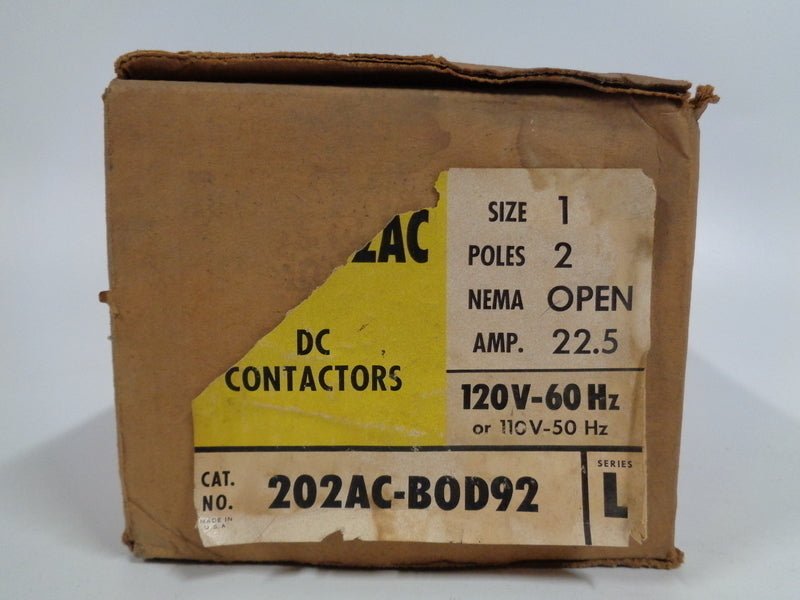 2AC
DC
CONTACTORS
SIZE 1
POLES 2
NEMA OPEN
AMP. 22.5
120V-60 Hz
or 110V-50 Hz
CAT.
NO. 202AC-BOD92
MADE IN
U.S.A.
SERIES
L